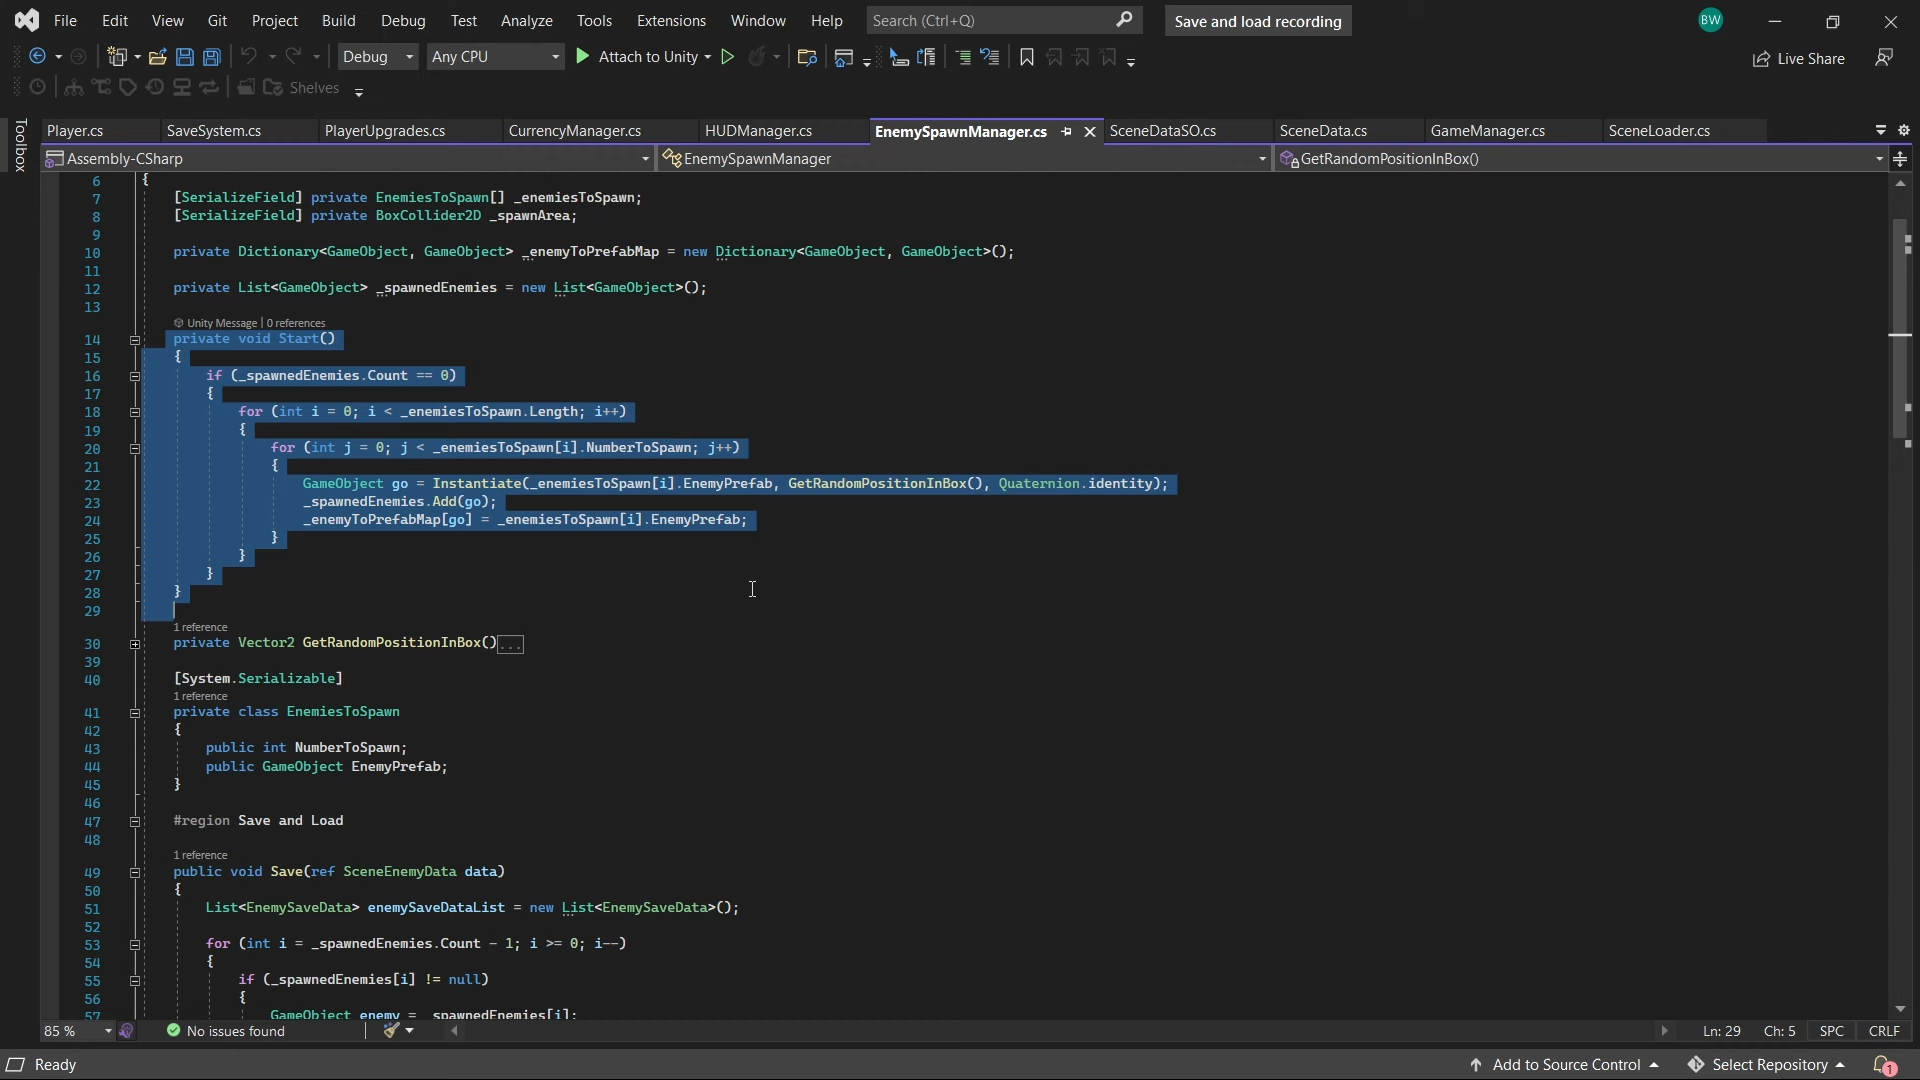 File Edit View Git Project Build Debug Test Analyze Tools Extensions Window Help Search (Ctrl+Q) Save and load recording BW
Debug Any CPU Attach to Unity Live Share
Shelves
Toolbox
Player.cs SaveSystem.cs PlayerUpgrades.cs CurrencyManager.cs HUDManager.cs EnemySpawnManager.cs SceneDataSO.cs SceneData.cs GameManager.cs SceneLoader.cs
Assembly-CSharp EnemySpawnManager GetRandomPositionInBox()
6 {
7 [SerializeField] private EnemiesToSpawn[] _enemiesToSpawn;
8 [SerializeField] private BoxCollider2D _spawnArea;
9
10 private Dictionary<GameObject, GameObject> _enemyToPrefabMap = new Dictionary<GameObject, GameObject>();
11
12 private List<GameObject> _spawnedEnemies = new List<GameObject>();
13
Unity Message | 0 references
14 private void Start()
15 {
16 if (_spawnedEnemies.Count == 0)
17 {
18 for (int i = 0; i < _enemiesToSpawn.Length; i++)
19 {
20 for (int j = 0; j < _enemiesToSpawn[i].NumberToSpawn; j++)
21 {
22 GameObject go = Instantiate(_enemiesToSpawn[i].EnemyPrefab, GetRandomPositionInBox(), Quaternion.identity);
23 _spawnedEnemies.Add(go);
24 _enemyToPrefabMap[go] = _enemiesToSpawn[i].EnemyPrefab;
25 }
26 }
27 }
28 }
29
1 reference
30 private Vector2 GetRandomPositionInBox()...
39
40 [System.Serializable]
1 reference
41 private class EnemiesToSpawn
42 {
43 public int NumberToSpawn;
44 public GameObject EnemyPrefab;
45 }
46
47 #region Save and Load
48
1 reference
49 public void Save(ref SceneEnemyData data)
50 {
51 List<EnemySaveData> enemySaveDataList = new List<EnemySaveData>();
52
53 for (int i = _spawnedEnemies.Count - 1; i >= 0; i--)
54 {
55 if (_spawnedEnemies[i] != null)
56 {
57 GameObject enemy = _spawnedEnemies[i];
85 % No issues found Ln: 29 Ch: 5 SPC CRLF
Ready Add to Source Control Select Repository 1